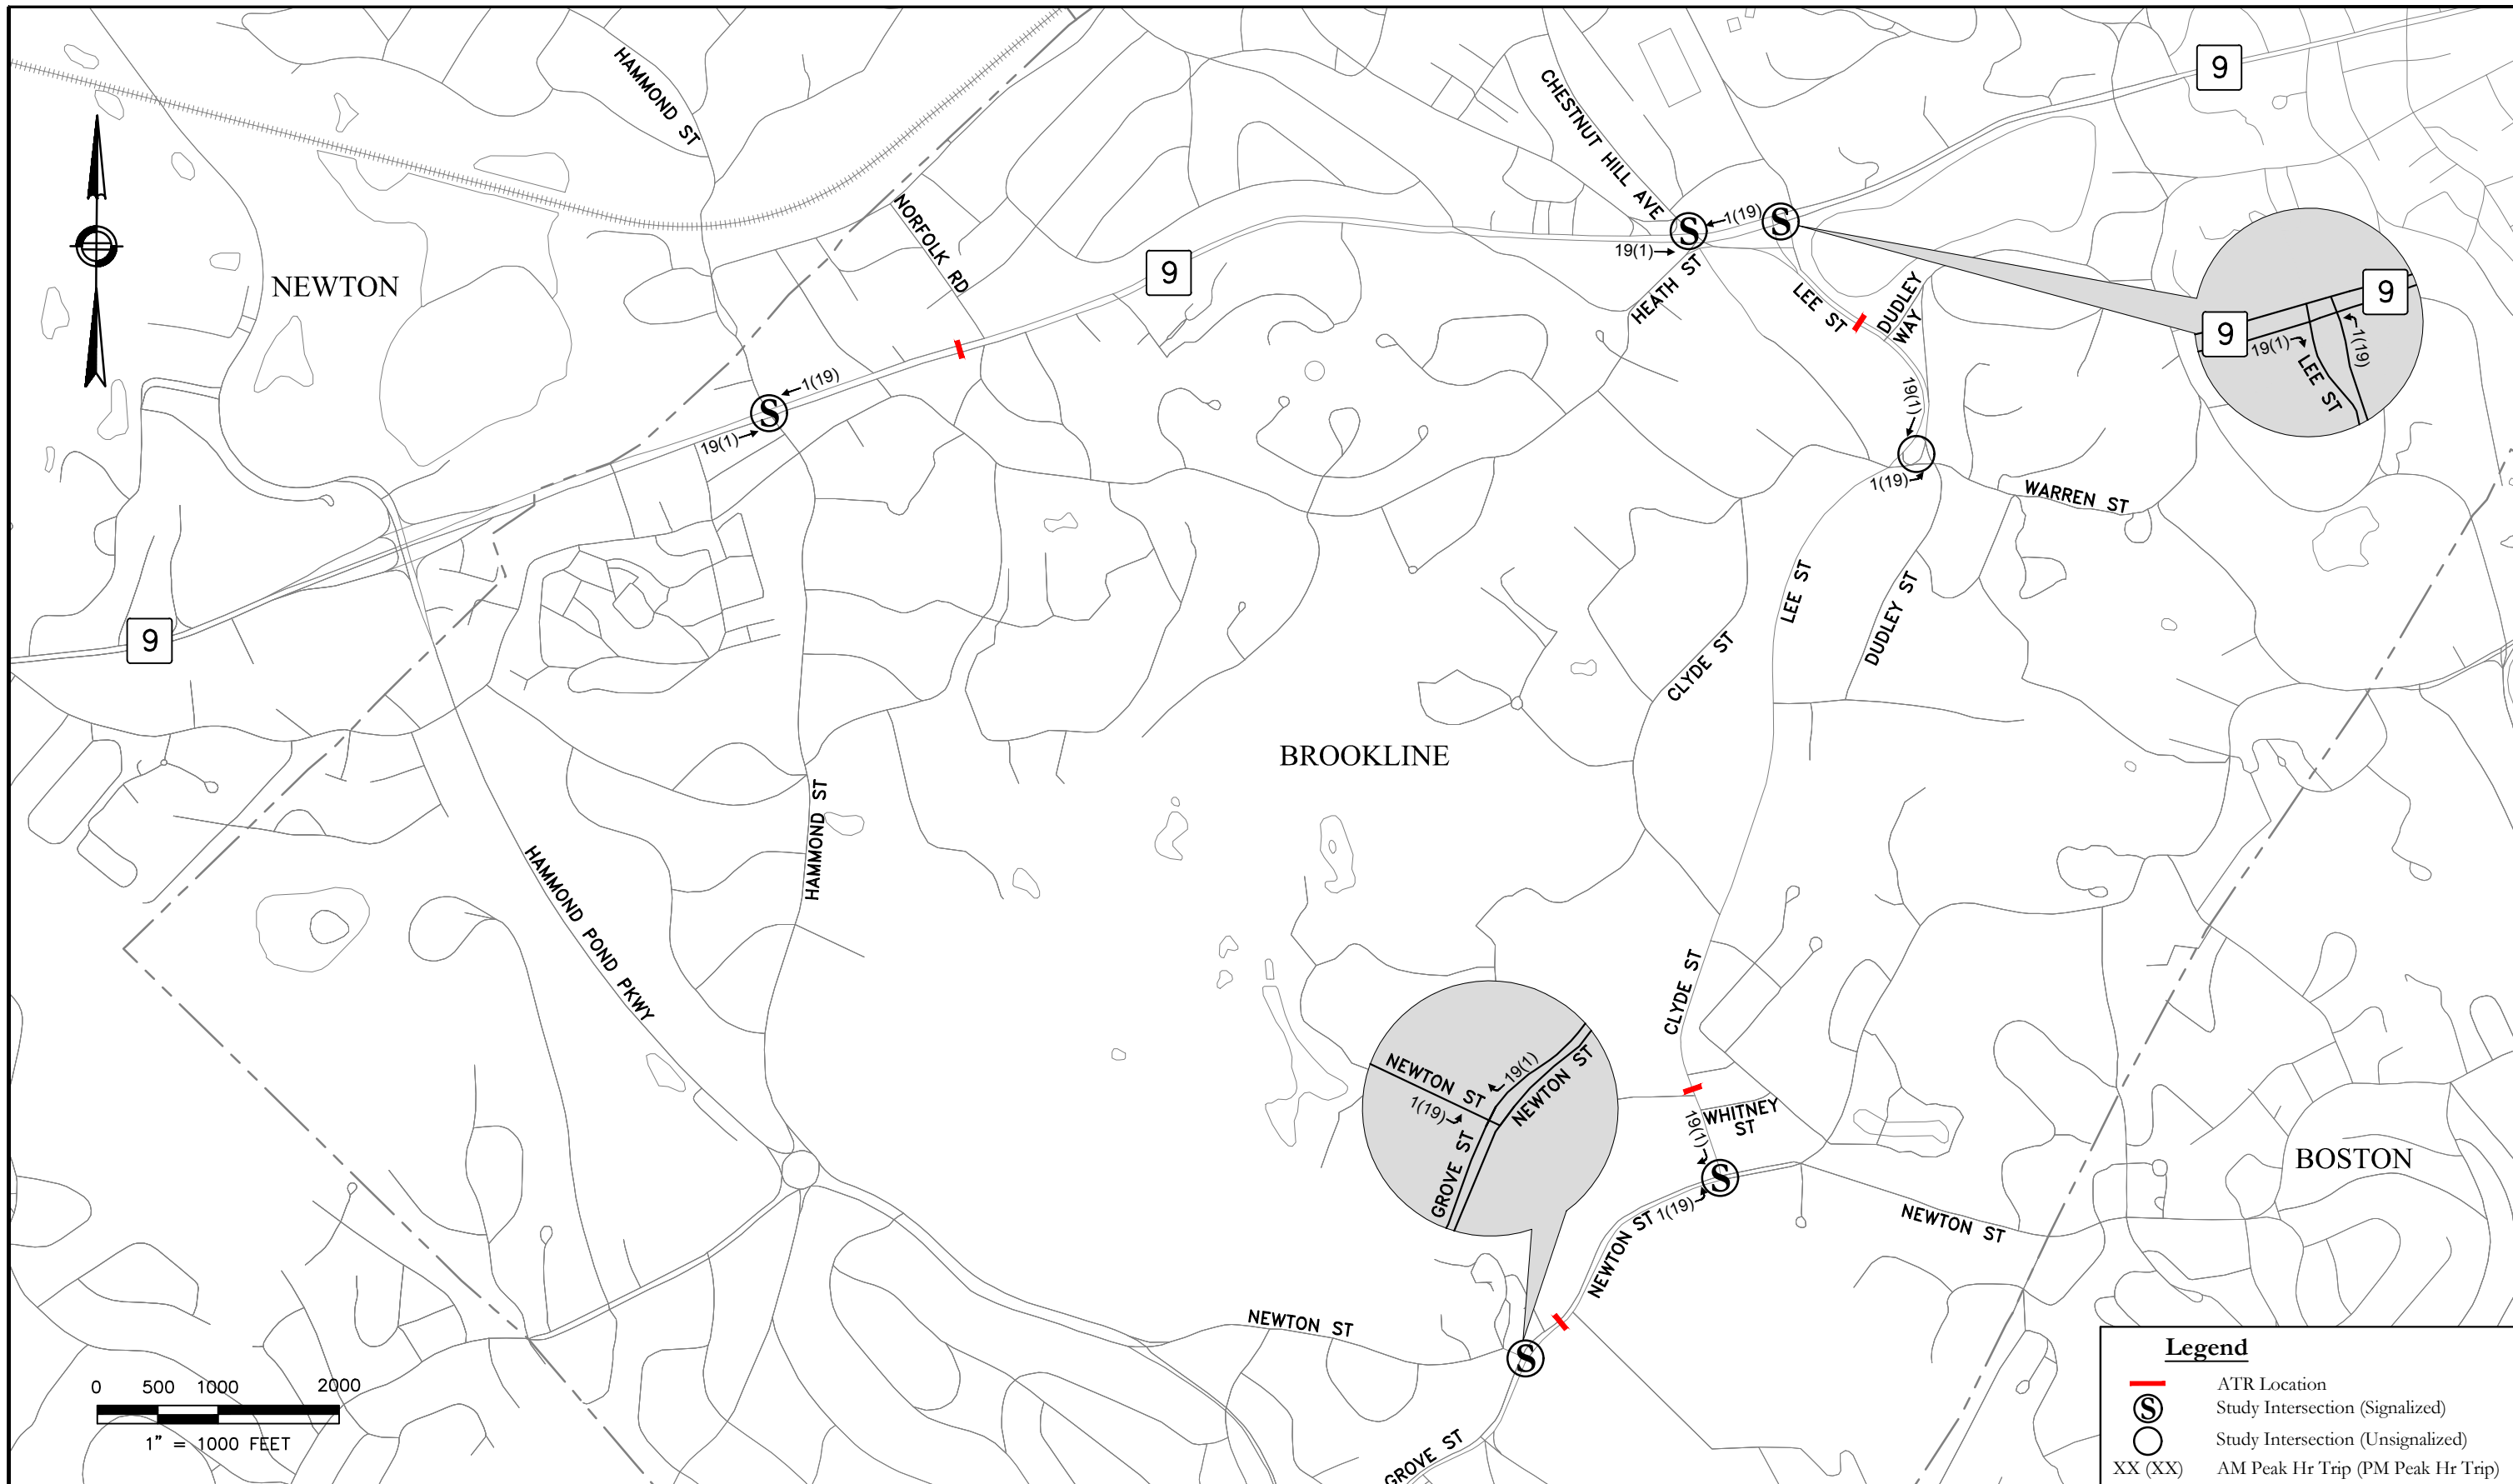 HAMMOND ST
CHESTNUT HILL AVE
9
NORFOLK RD
NEWTON
S
1(19)
S
19(1)
HEATH ST
9
LEE ST
DUDLEY
WAY
9
9
19(1)
1(19)
LEE ST
1(19)
S
19(1)
19(1)
1(19)
WARREN ST
9
LEE ST
DUDLEY ST
CLYDE ST
BROOKLINE
HAMMOND ST
HAMMOND POND PKWY
CLYDE ST
NEWTON ST
19(1)
NEWTON ST
1(19)
GROVE ST
WHITNEY
ST
19(1)
S
1(19)
NEWTON ST
NEWTON ST
BOSTON
NEWTON ST
S
GROVE ST
0 500 1000 2000
1" = 1000 FEET
Legend
ATR Location
S Study Intersection (Signalized)
Study Intersection (Unsignalized)
XX (XX) AM Peak Hr Trip (PM Peak Hr Trip)